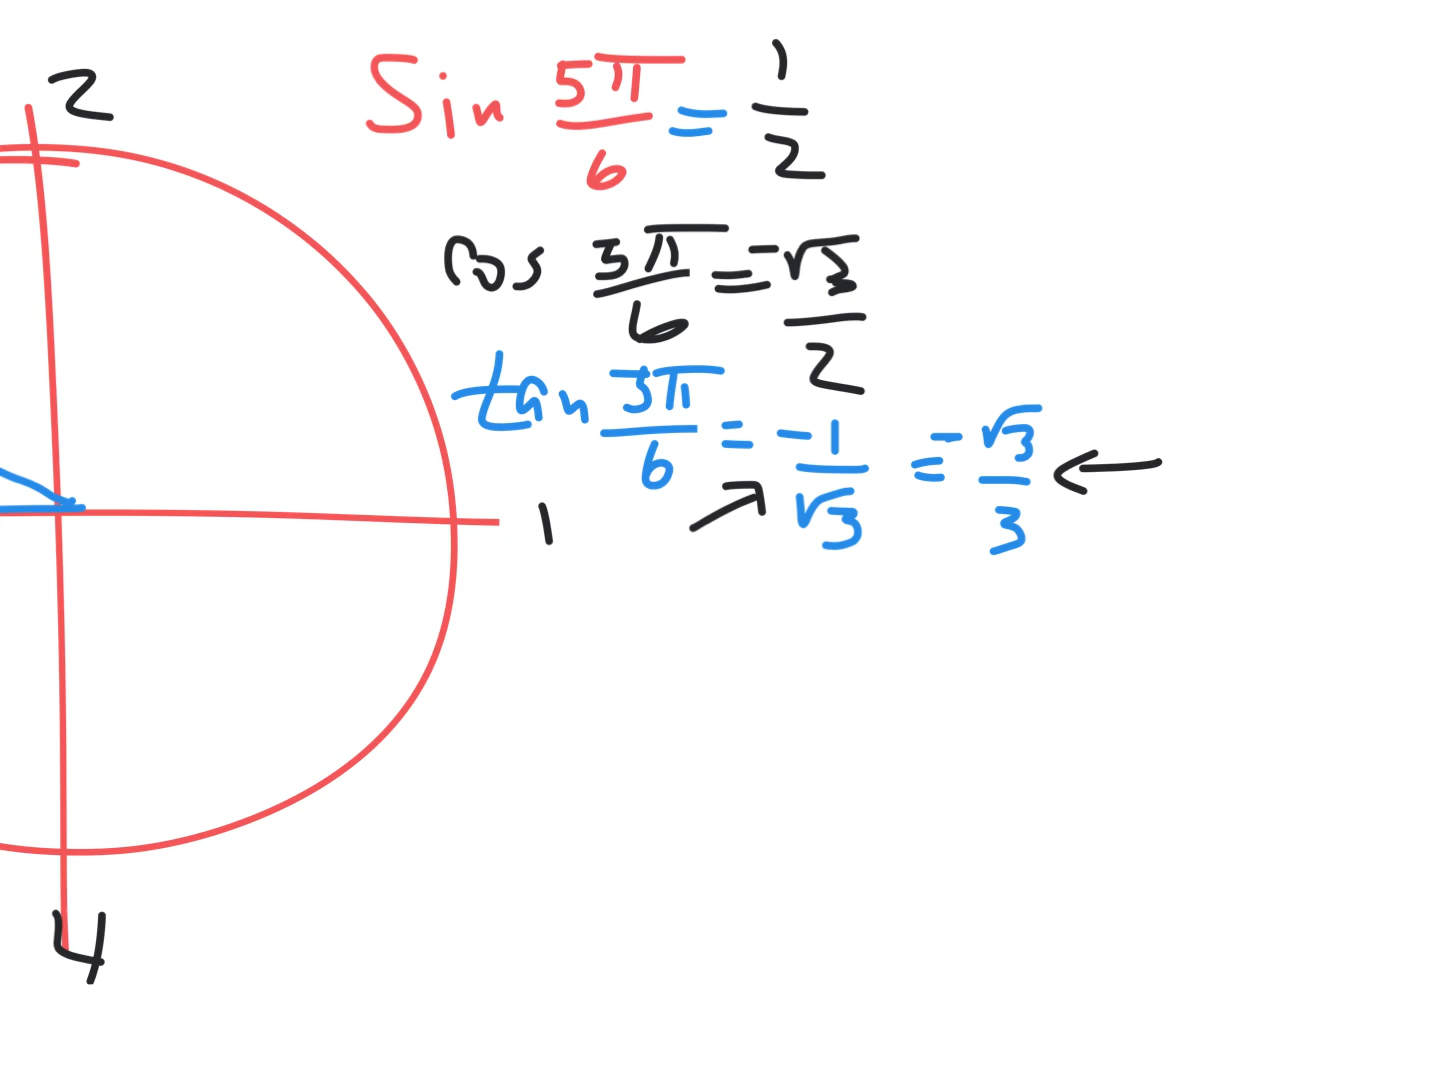 2
Sin 5π/6 = 1/2
cos 5π/6 = -√3/2
tan 5π/6 = -1/√3 = -√3/3
1
4